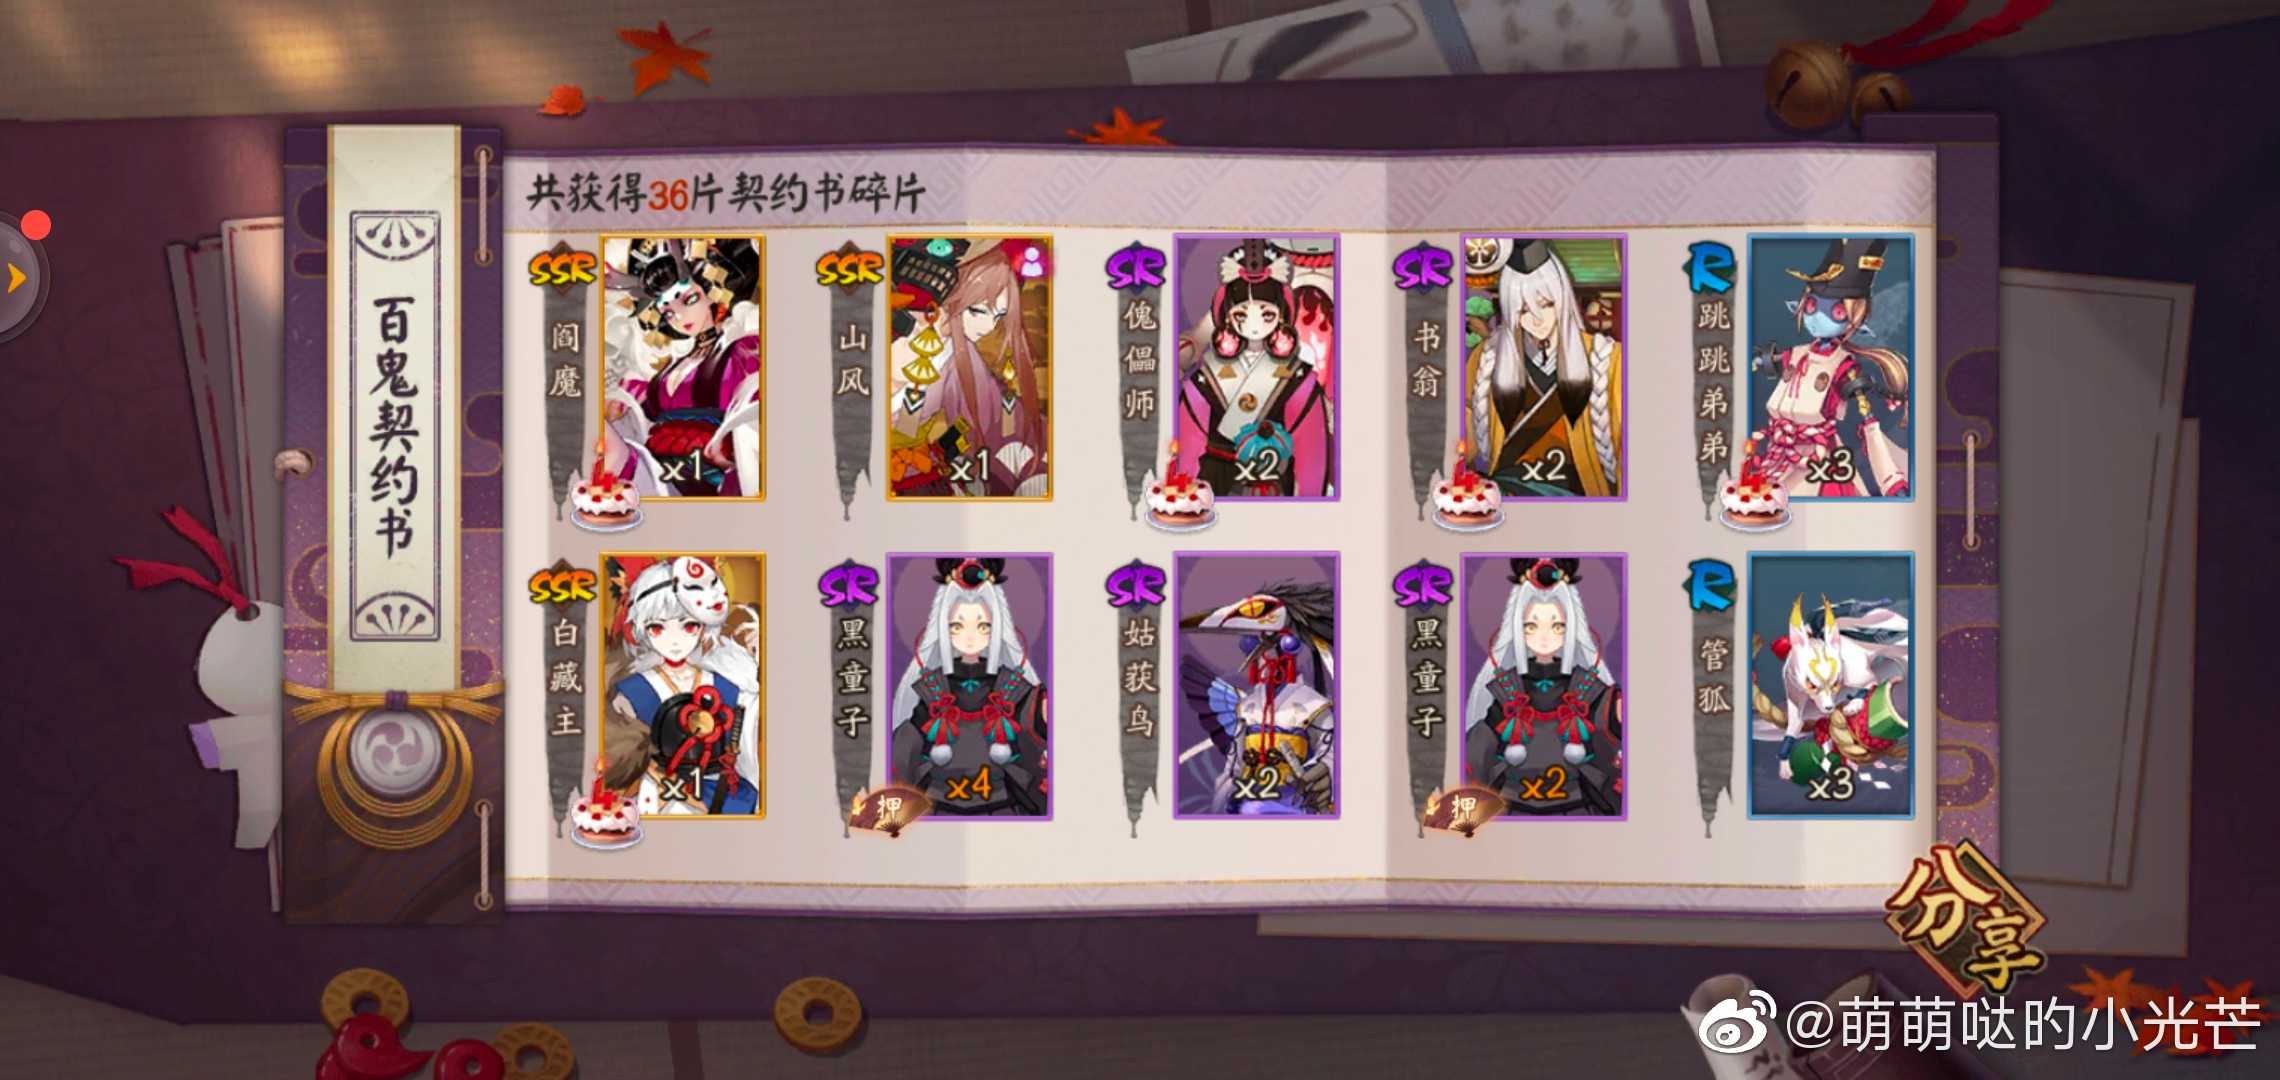 共获得36片契约书碎片
百鬼契约书
SSR
阎魔
x1
SSR
山风
x1
SR
傀儡师
x2
SR
书翁
x2
R
跳跳弟弟
x3
SSR
白藏主
x1
SR
黑童子
押
x4
SR
姑获鸟
x2
SR
黑童子
押
x2
R
管狐
x3
分享
@萌萌哒旳小光芒